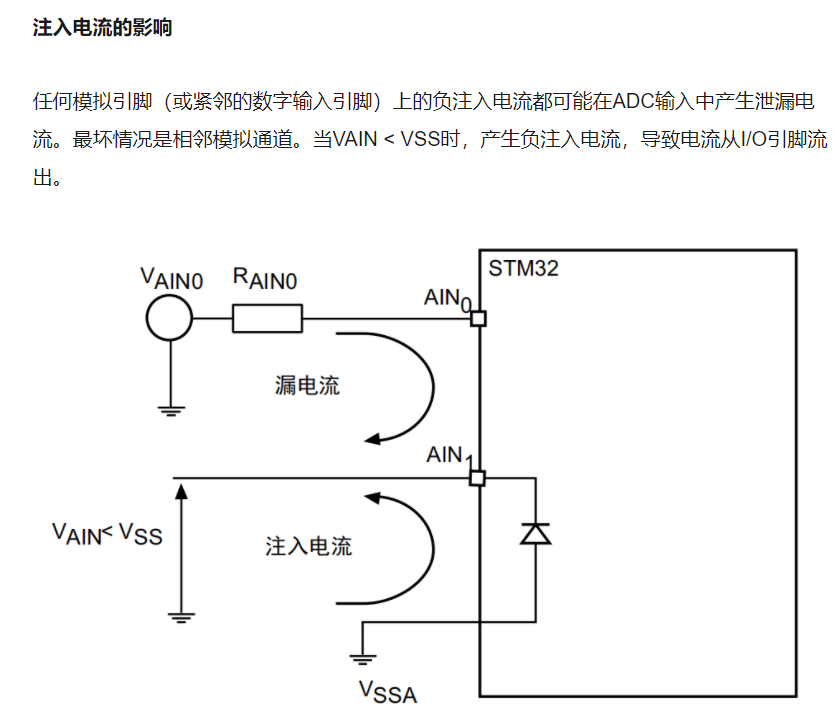 注入电流的影响
任何模拟引脚（或紧邻的数字输入引脚）上的负注入电流都可能在ADC输入中产生泄漏电
流。最坏情况是相邻模拟通道。当VAIN < VSS时，产生负注入电流，导致电流从I/O引脚流
出。
VAIN0 RAIN0
STM32
AIN0
漏电流
AIN1
VAIN< VSS
注入电流
VSSA